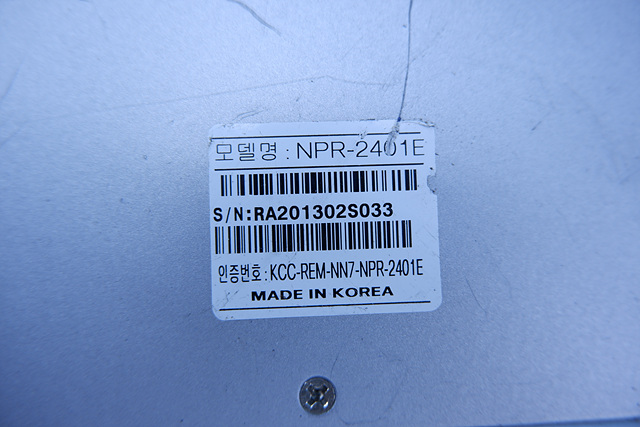 모델명 : NPR-2401E
S/N:RA201302S033
인증번호 : KCC-REM-NN7-NPR-2401E
MADE IN KOREA